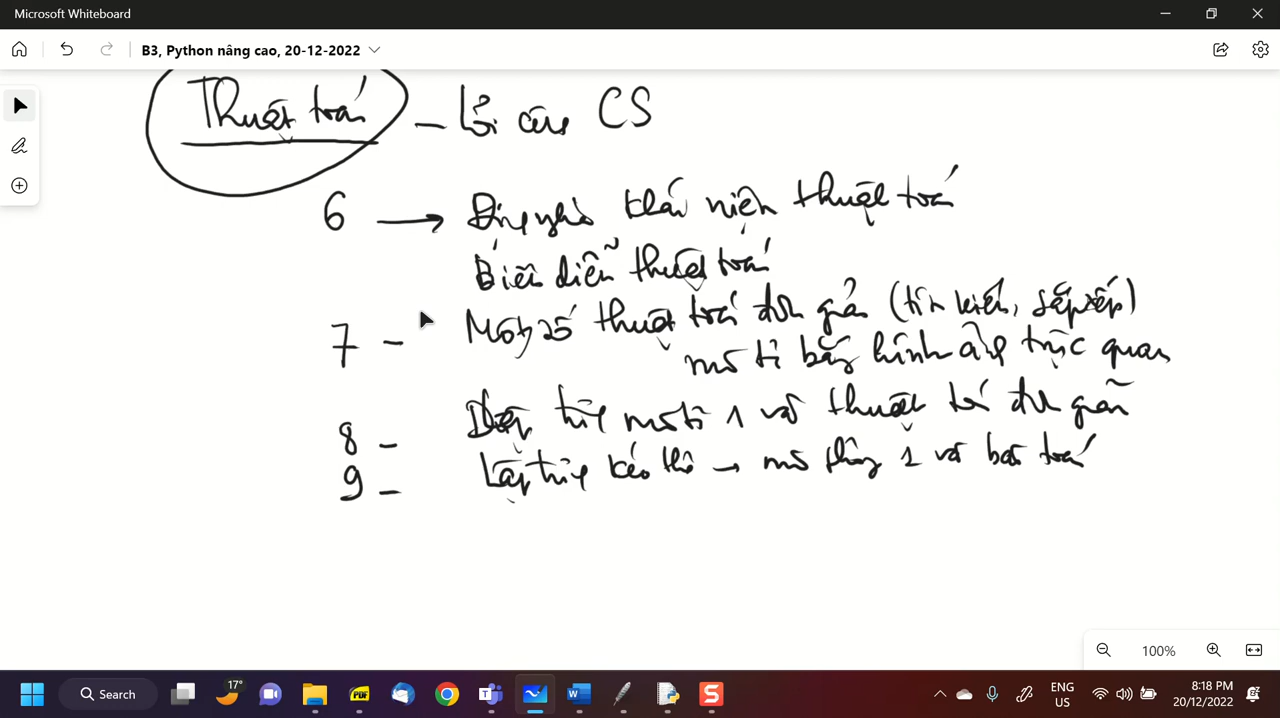 Microsoft Whiteboard
B3, Python nâng cao, 20-12-2022
Thuật toán - Lõi của CS
6 → Định nghĩa khái niệm thuật toán
Biểu diễn thuật toán
7 - Một số thuật toán đơn giản (tìm kiếm, sắp xếp)
mô tả bằng hình ảnh trực quan
8 - mô tả 1 vài thuật toán đơn giản
9 - Lập trình kéo thả → mô phỏng 1 vài bài toán
100%
Search
17°
PDF
W
S
ENG
US
8:18 PM
20/12/2022